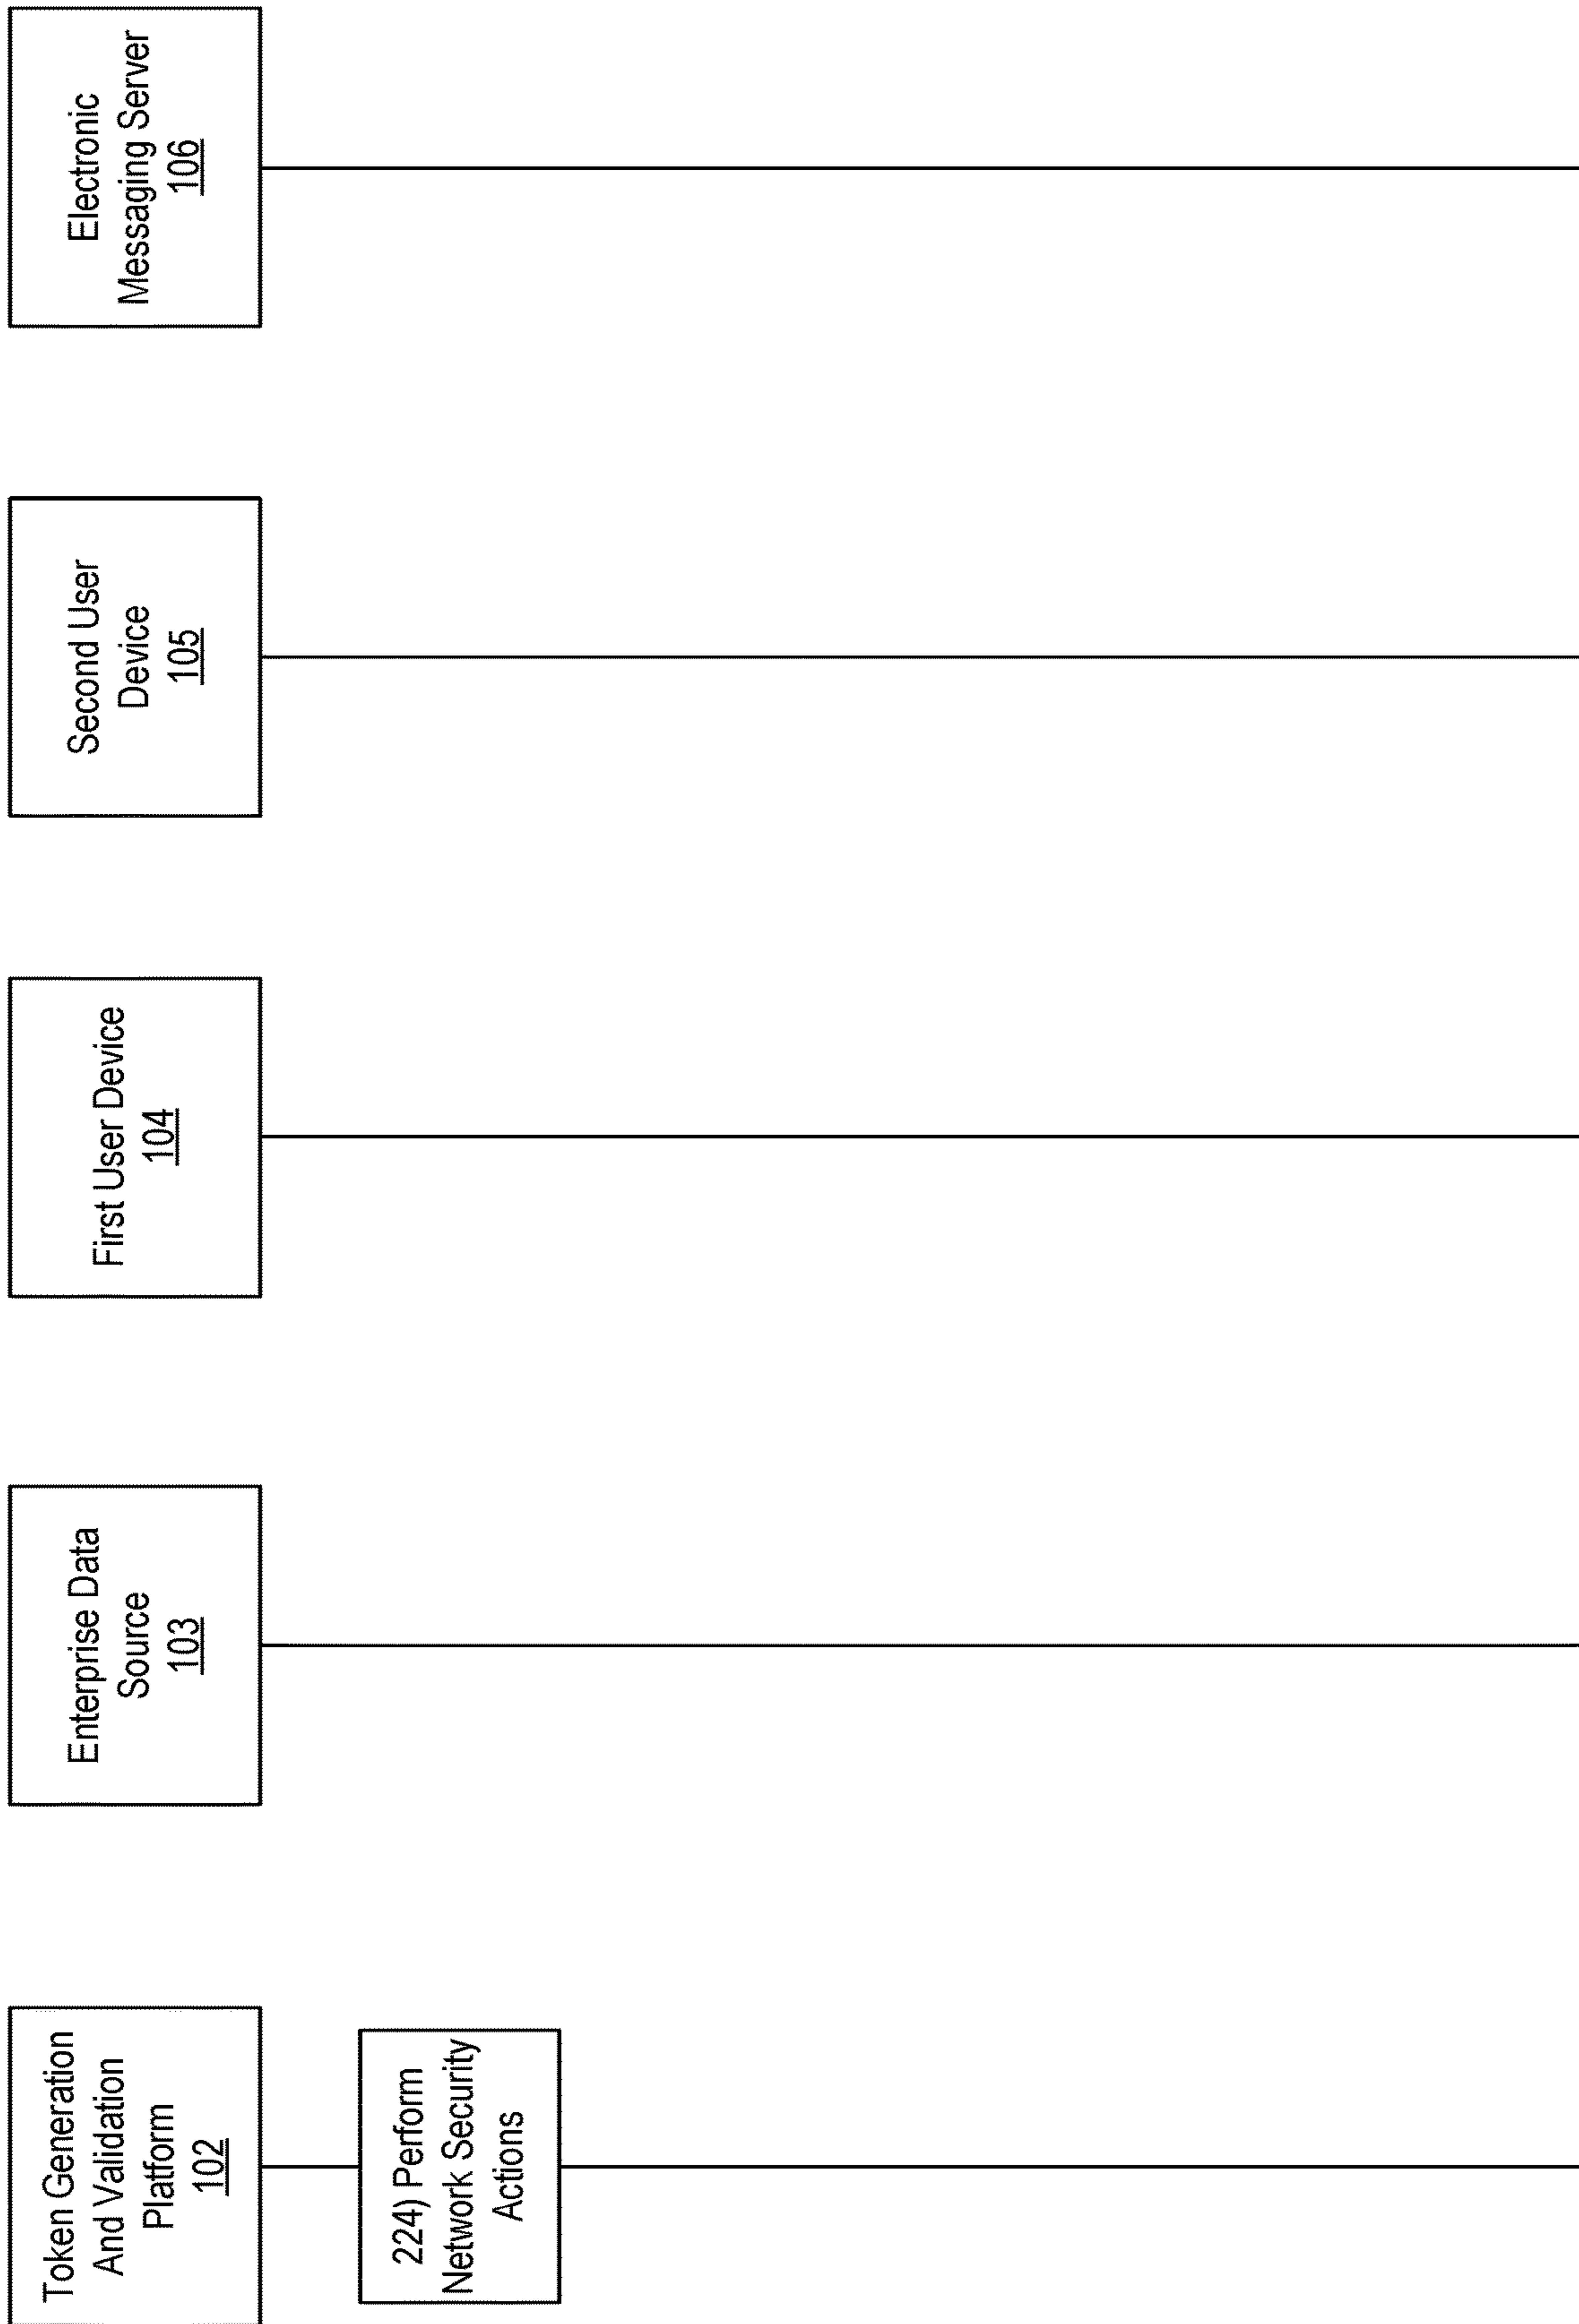 Token Generation
And Validation
Platform
102
Enterprise Data
Source
103
First User Device
104
Second User
Device
105
Electronic
Messaging Server
106
224) Perform
Network Security
Actions